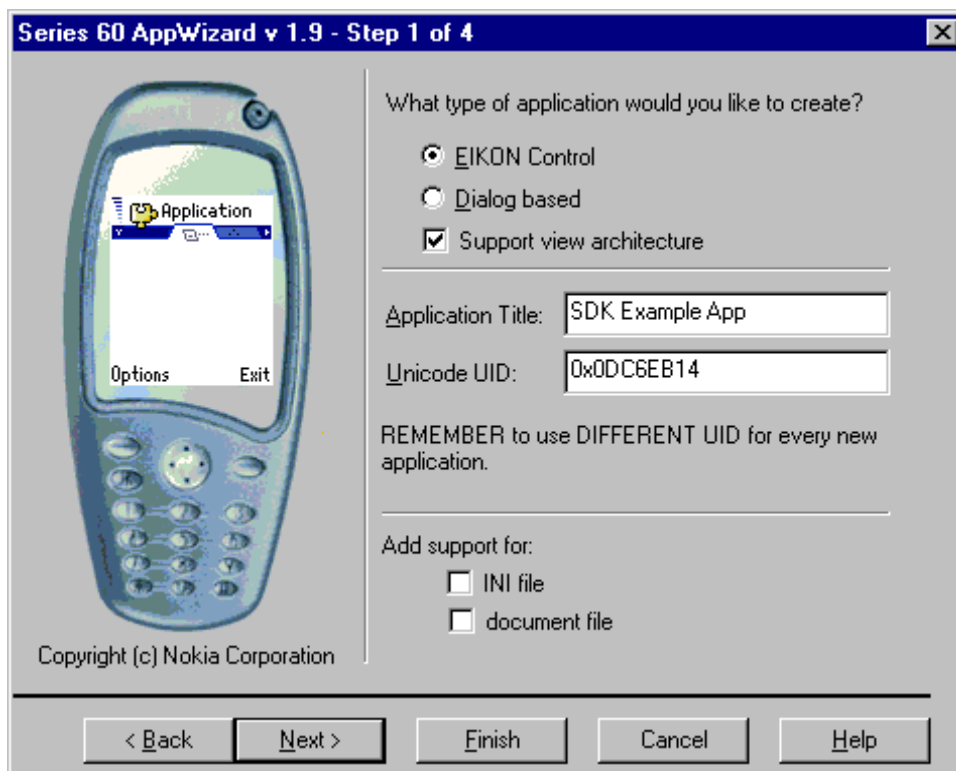 Series 60 AppWizard v 1.9 - Step 1 of 4
Application
Options Exit
Copyright (c) Nokia Corporation
What type of application would you like to create?
EIKON Control
Dialog based
Support view architecture
Application Title: SDK Example App
Unicode UID: 0x0DC6EB14
REMEMBER to use DIFFERENT UID for every new
application.
Add support for:
INI file
document file
< Back Next > Finish Cancel Help